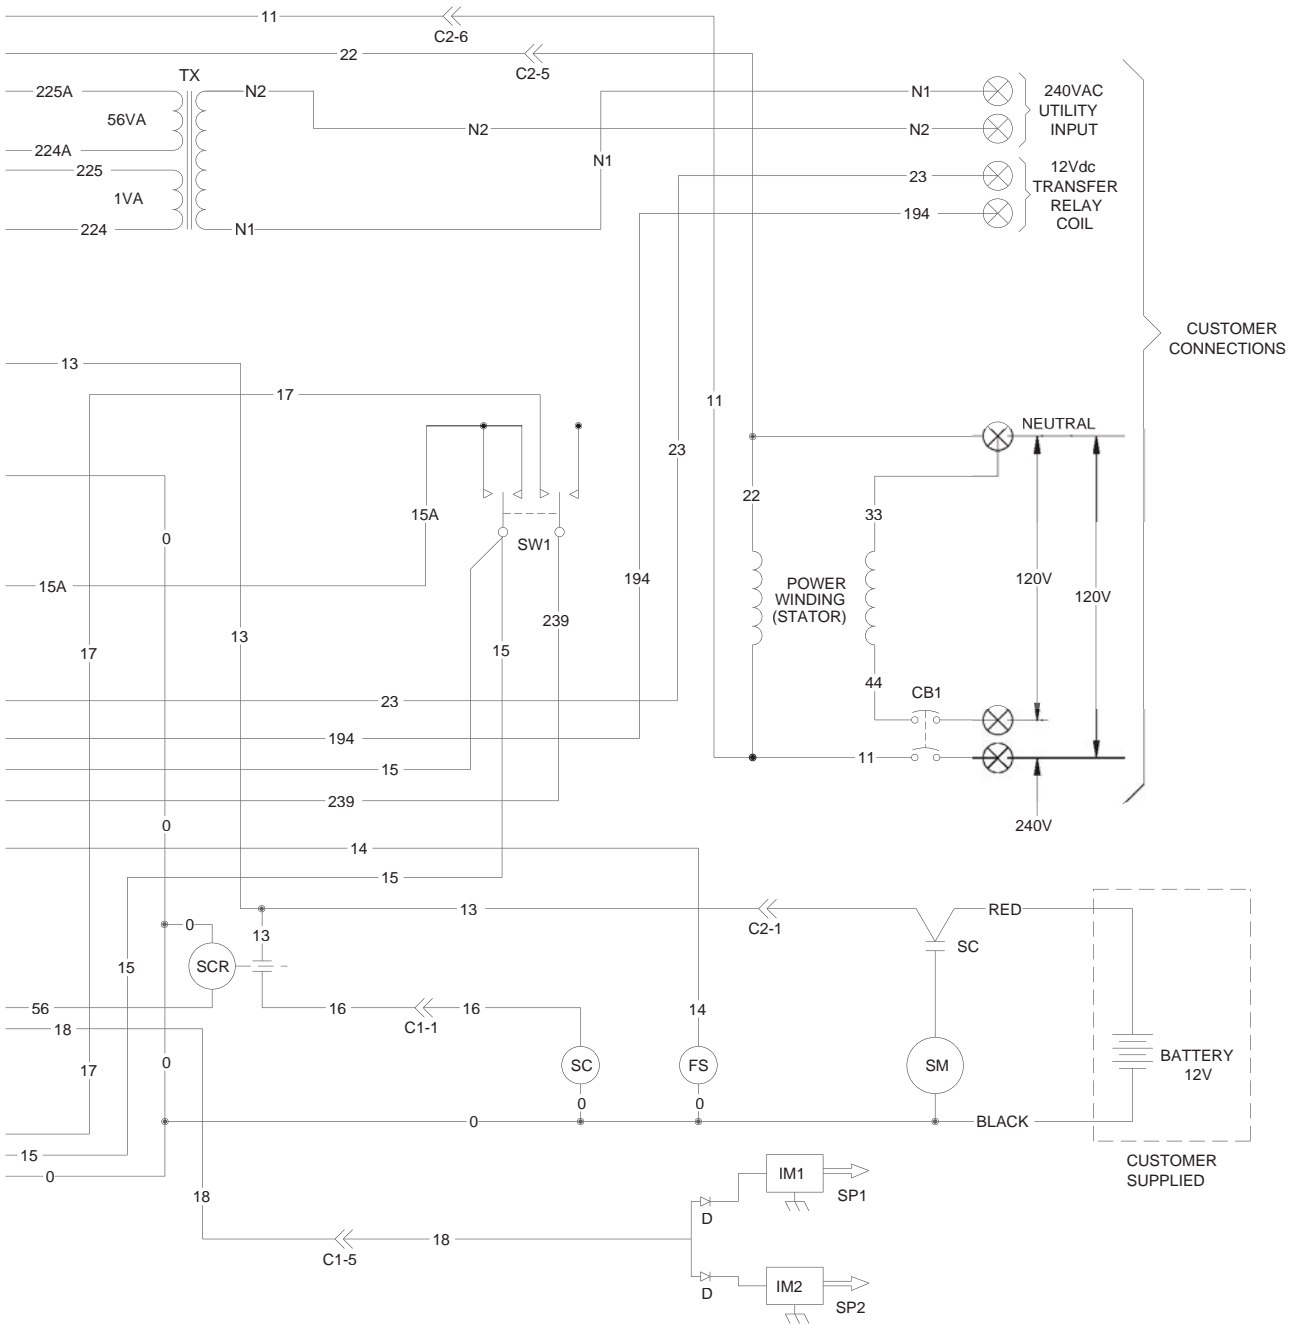 11
C2-6
22
C2-5
TX
225A
N2
56VA
N2
224A
225
1VA
224
N1
N1
N1
240VAC
UTILITY
INPUT
N2
23
12Vdc
TRANSFER
RELAY
COIL
194
CUSTOMER
CONNECTIONS
13
17
11
NEUTRAL
23
22
33
15A
0
SW1
15A
194
POWER
WINDING
(STATOR)
120V
120V
239
13
15
17
44
CB1
23
194
15
11
239
240V
0
14
15
13
C2-1
RED
SC
0
13
SCR
15
56
16
16
C1-1
18
14
0
17
SC
FS
SM
BATTERY
12V
0
0
0
BLACK
15
0
CUSTOMER
SUPPLIED
18
IM1
SP1
D
18
C1-5
IM2
SP2
D